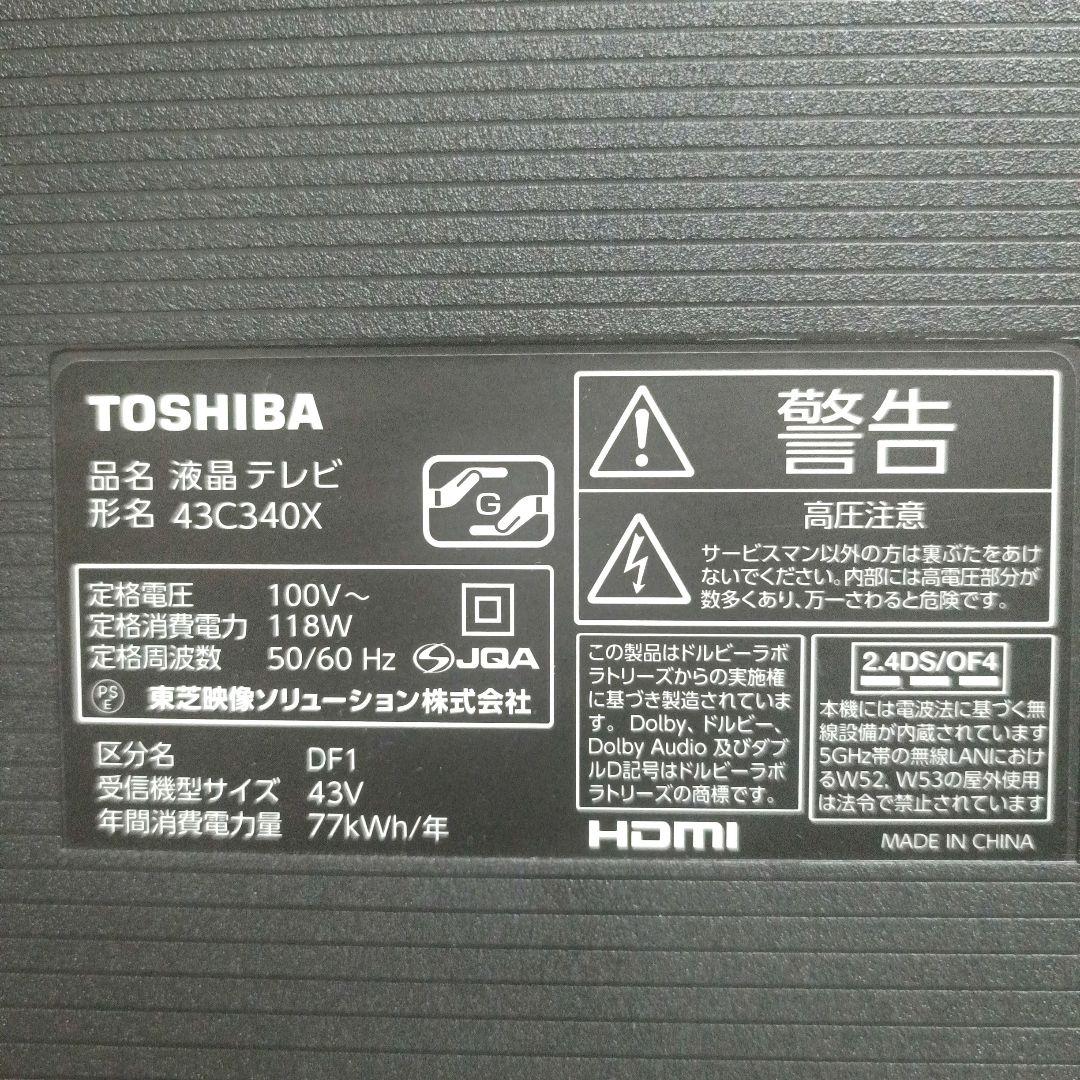 TOSHIBA
品名 液晶 テレビ
形名 43C340X
G
定格電圧 100V～
定格消費電力 118W
定格周波数 50/60 Hz
JQA
PS
E
東芝映像ソリューション株式会社
区分名 DF1
受信機型サイズ 43V
年間消費電力量 77kWh/年
警告
高圧注意
サービスマン以外の方は裏ぶたをあけ
ないでください。内部には高電圧部分が
数多くあり、万一さわると危険です。
この製品はドルビーラボ
ラトリーズからの実施権
に基づき製造されていま
す。 Dolby、ドルビー、
Dolby Audio 及びダブ
ルD記号はドルビーラボ
ラトリーズの商標です。
2.4DS/OF4
本機には電波法に基づく無
線設備が内蔵されています
5GHz帯の無線LANにおけ
るW52、W53の屋外使用
は法令で禁止されています
HDMI
MADE IN CHINA